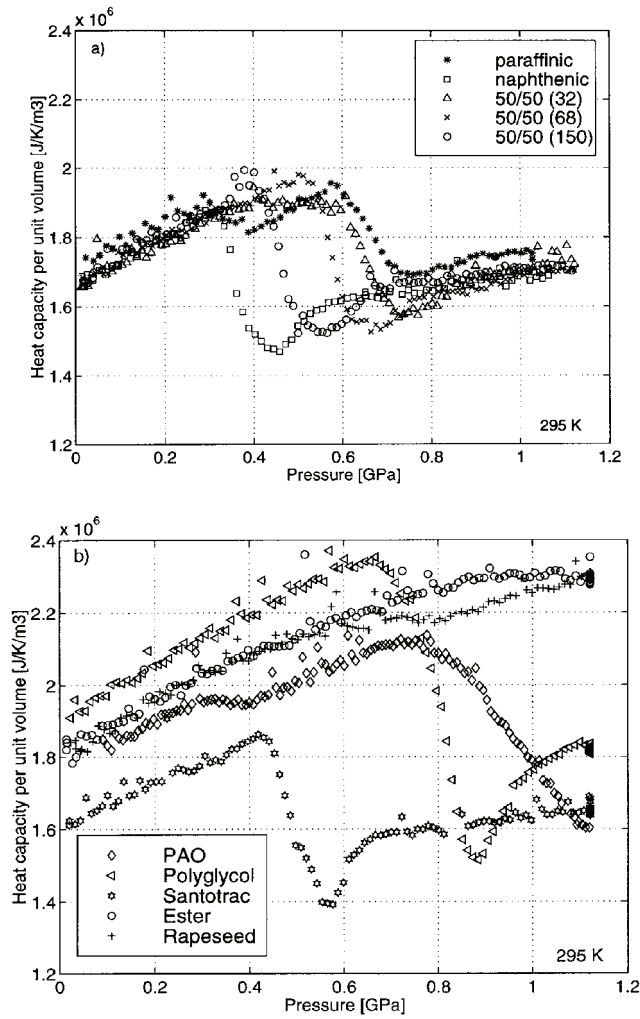 x 10⁶
2.4
a)
paraffinic
naphthenic
50/50 (32)
50/50 (68)
50/50 (150)
2.2
2
1.8
1.6
1.4
1.2
Heat capacity per unit volume [J/K/m3]
295 K
0 0.2 0.4 0.6 0.8 1 1.2
Pressure [GPa]
x 10⁶
2.4
b)
2.2
2
1.8
1.6
1.4
1.2
Heat capacity per unit volume [J/K/m3]
PAO
Polyglycol
Santotrac
Ester
Rapeseed
295 K
0 0.2 0.4 0.6 0.8 1 1.2
Pressure [GPa]